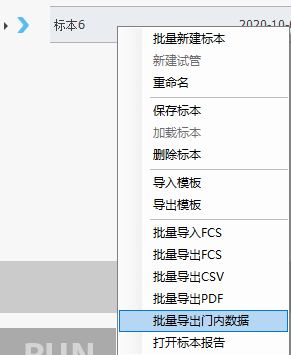 标本6
2020-10-
批量新建标本
新建试管
重命名
保存标本
加载标本
删除标本
导入模板
导出模板
批量导入FCS
批量导出FCS
批量导出CSV
批量导出PDF
批量导出门内数据
打开标本报告
RUN